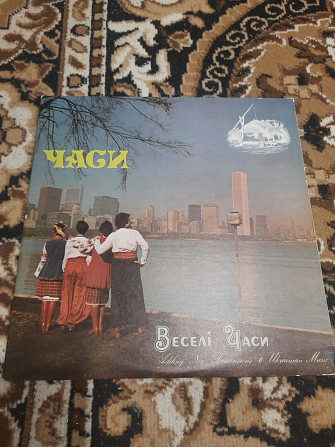 ЧАСИ
Веселі Часи
Adding New Dimensions to Ukrainian Music